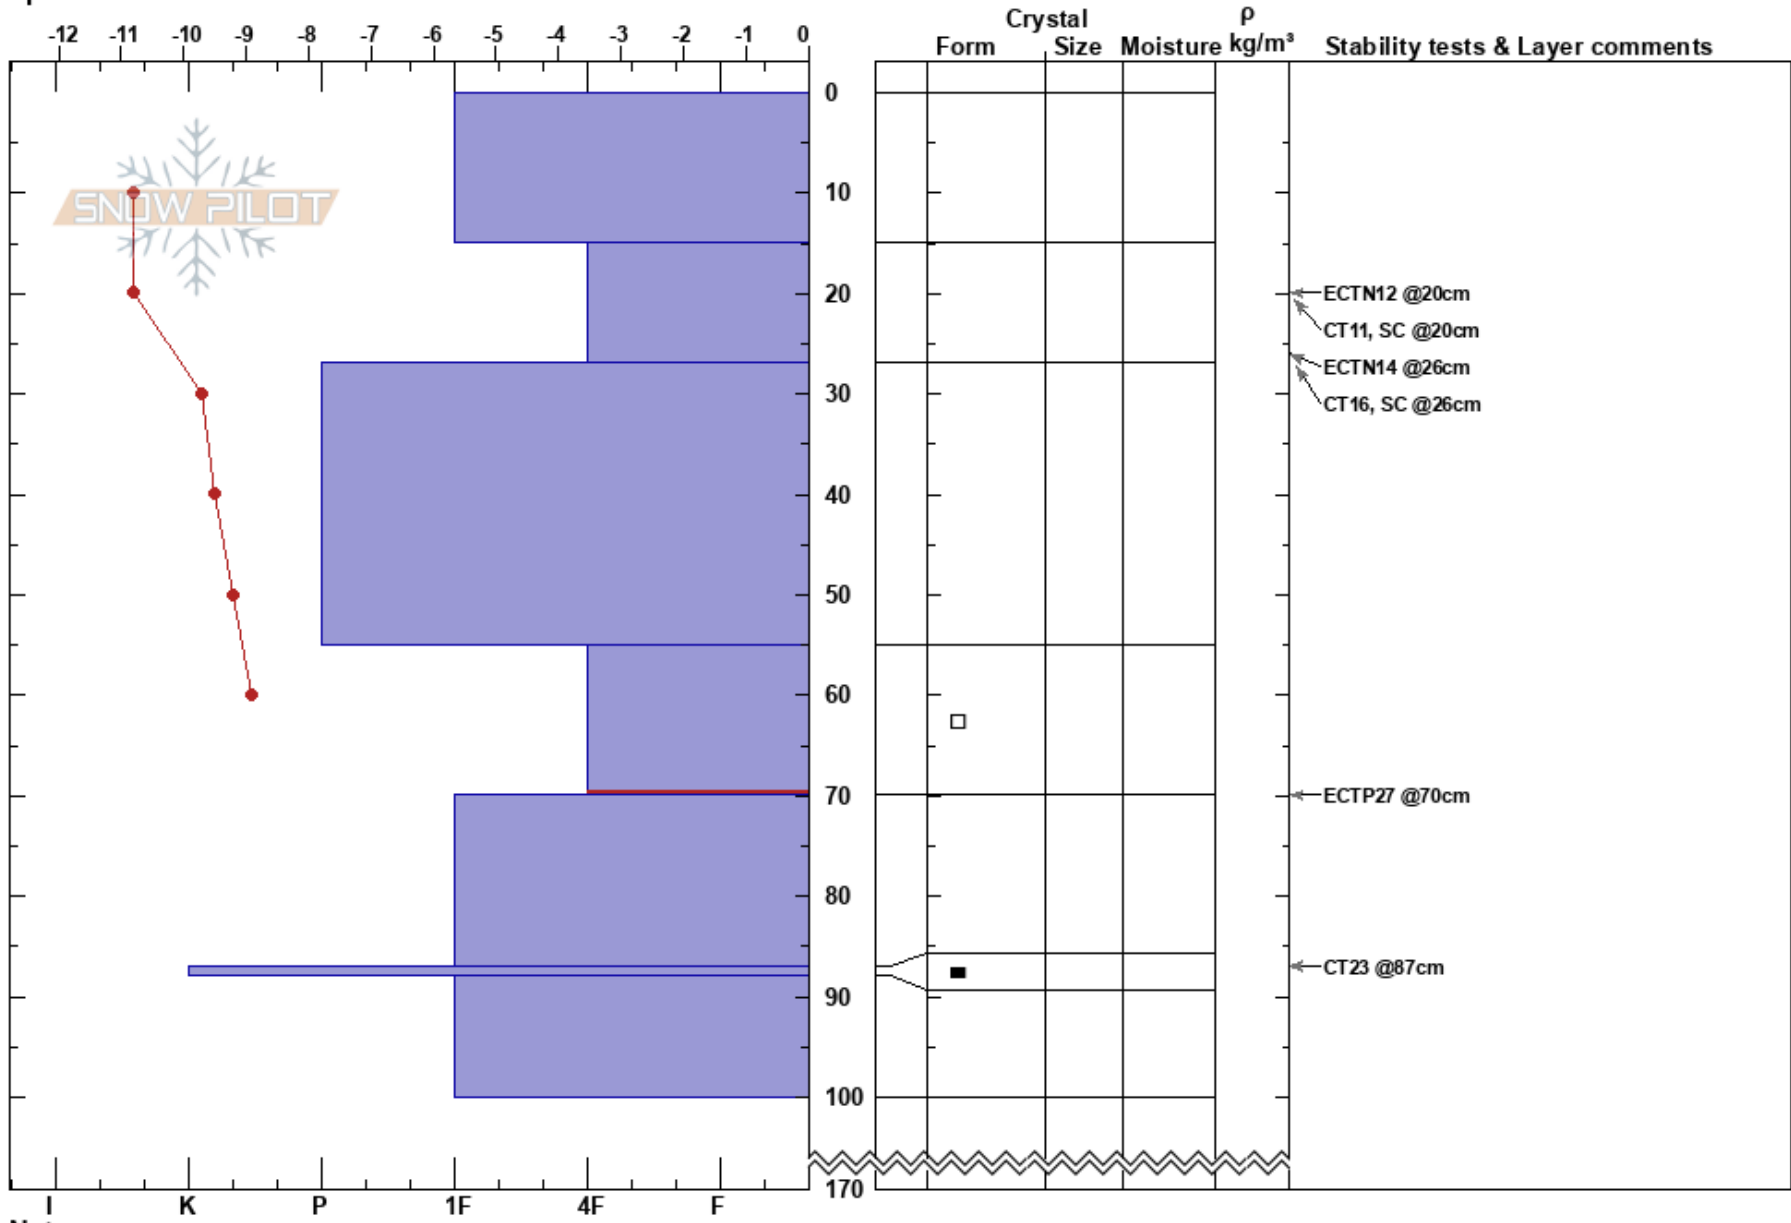 Crystal ρ
-12 -11 -10 -9 -8 -7 -6 -5 -4 -3 -2 -1 0 Form Size Moisture kg/m³ Stability tests & Layer comments
0
SNOW PILOT
10
20 ECTN12 @20cm
CT11, SC @20cm
ECTN14 @26cm
30 CT16, SC @26cm
40
50
60
70 ECTP27 @70cm
80
CT23 @87cm
90
100
170
I K P 1F 4F F